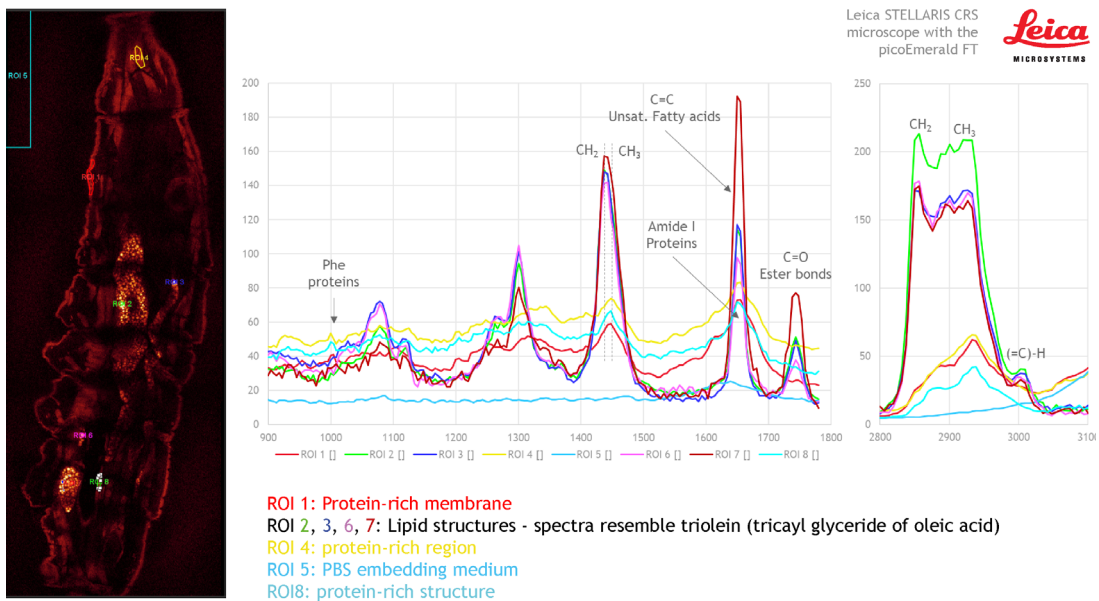 Leica STELLARIS CRS
microscope with the
picoEmerald FT
Leica
MICROSYSTEMS
ROI 5
ROI 4
ROI 1
ROI 3
ROI 2
ROI 6
ROI 8
200
180
160
140
120
100
80
60
40
20
0
900
1000
1100
1200
1300
1400
1500
1600
1700
1780
Phe
proteins
CH2
CH3
C=C
Unsat. Fatty acids
Amide I
Proteins
C=O
Ester bonds
ROI 1 []
ROI 2 []
ROI 3 []
ROI 4 []
ROI 5 []
ROI 6 []
ROI 7 []
ROI 8 []
250
200
150
100
50
0
2800
2900
3000
3100
CH2
CH3
(=C)-H
ROI 1: Protein-rich membrane
ROI 2, 3, 6, 7: Lipid structures - spectra resemble triolein (tricayl glyceride of oleic acid)
ROI 4: protein-rich region
ROI 5: PBS embedding medium
ROI8: protein-rich structure